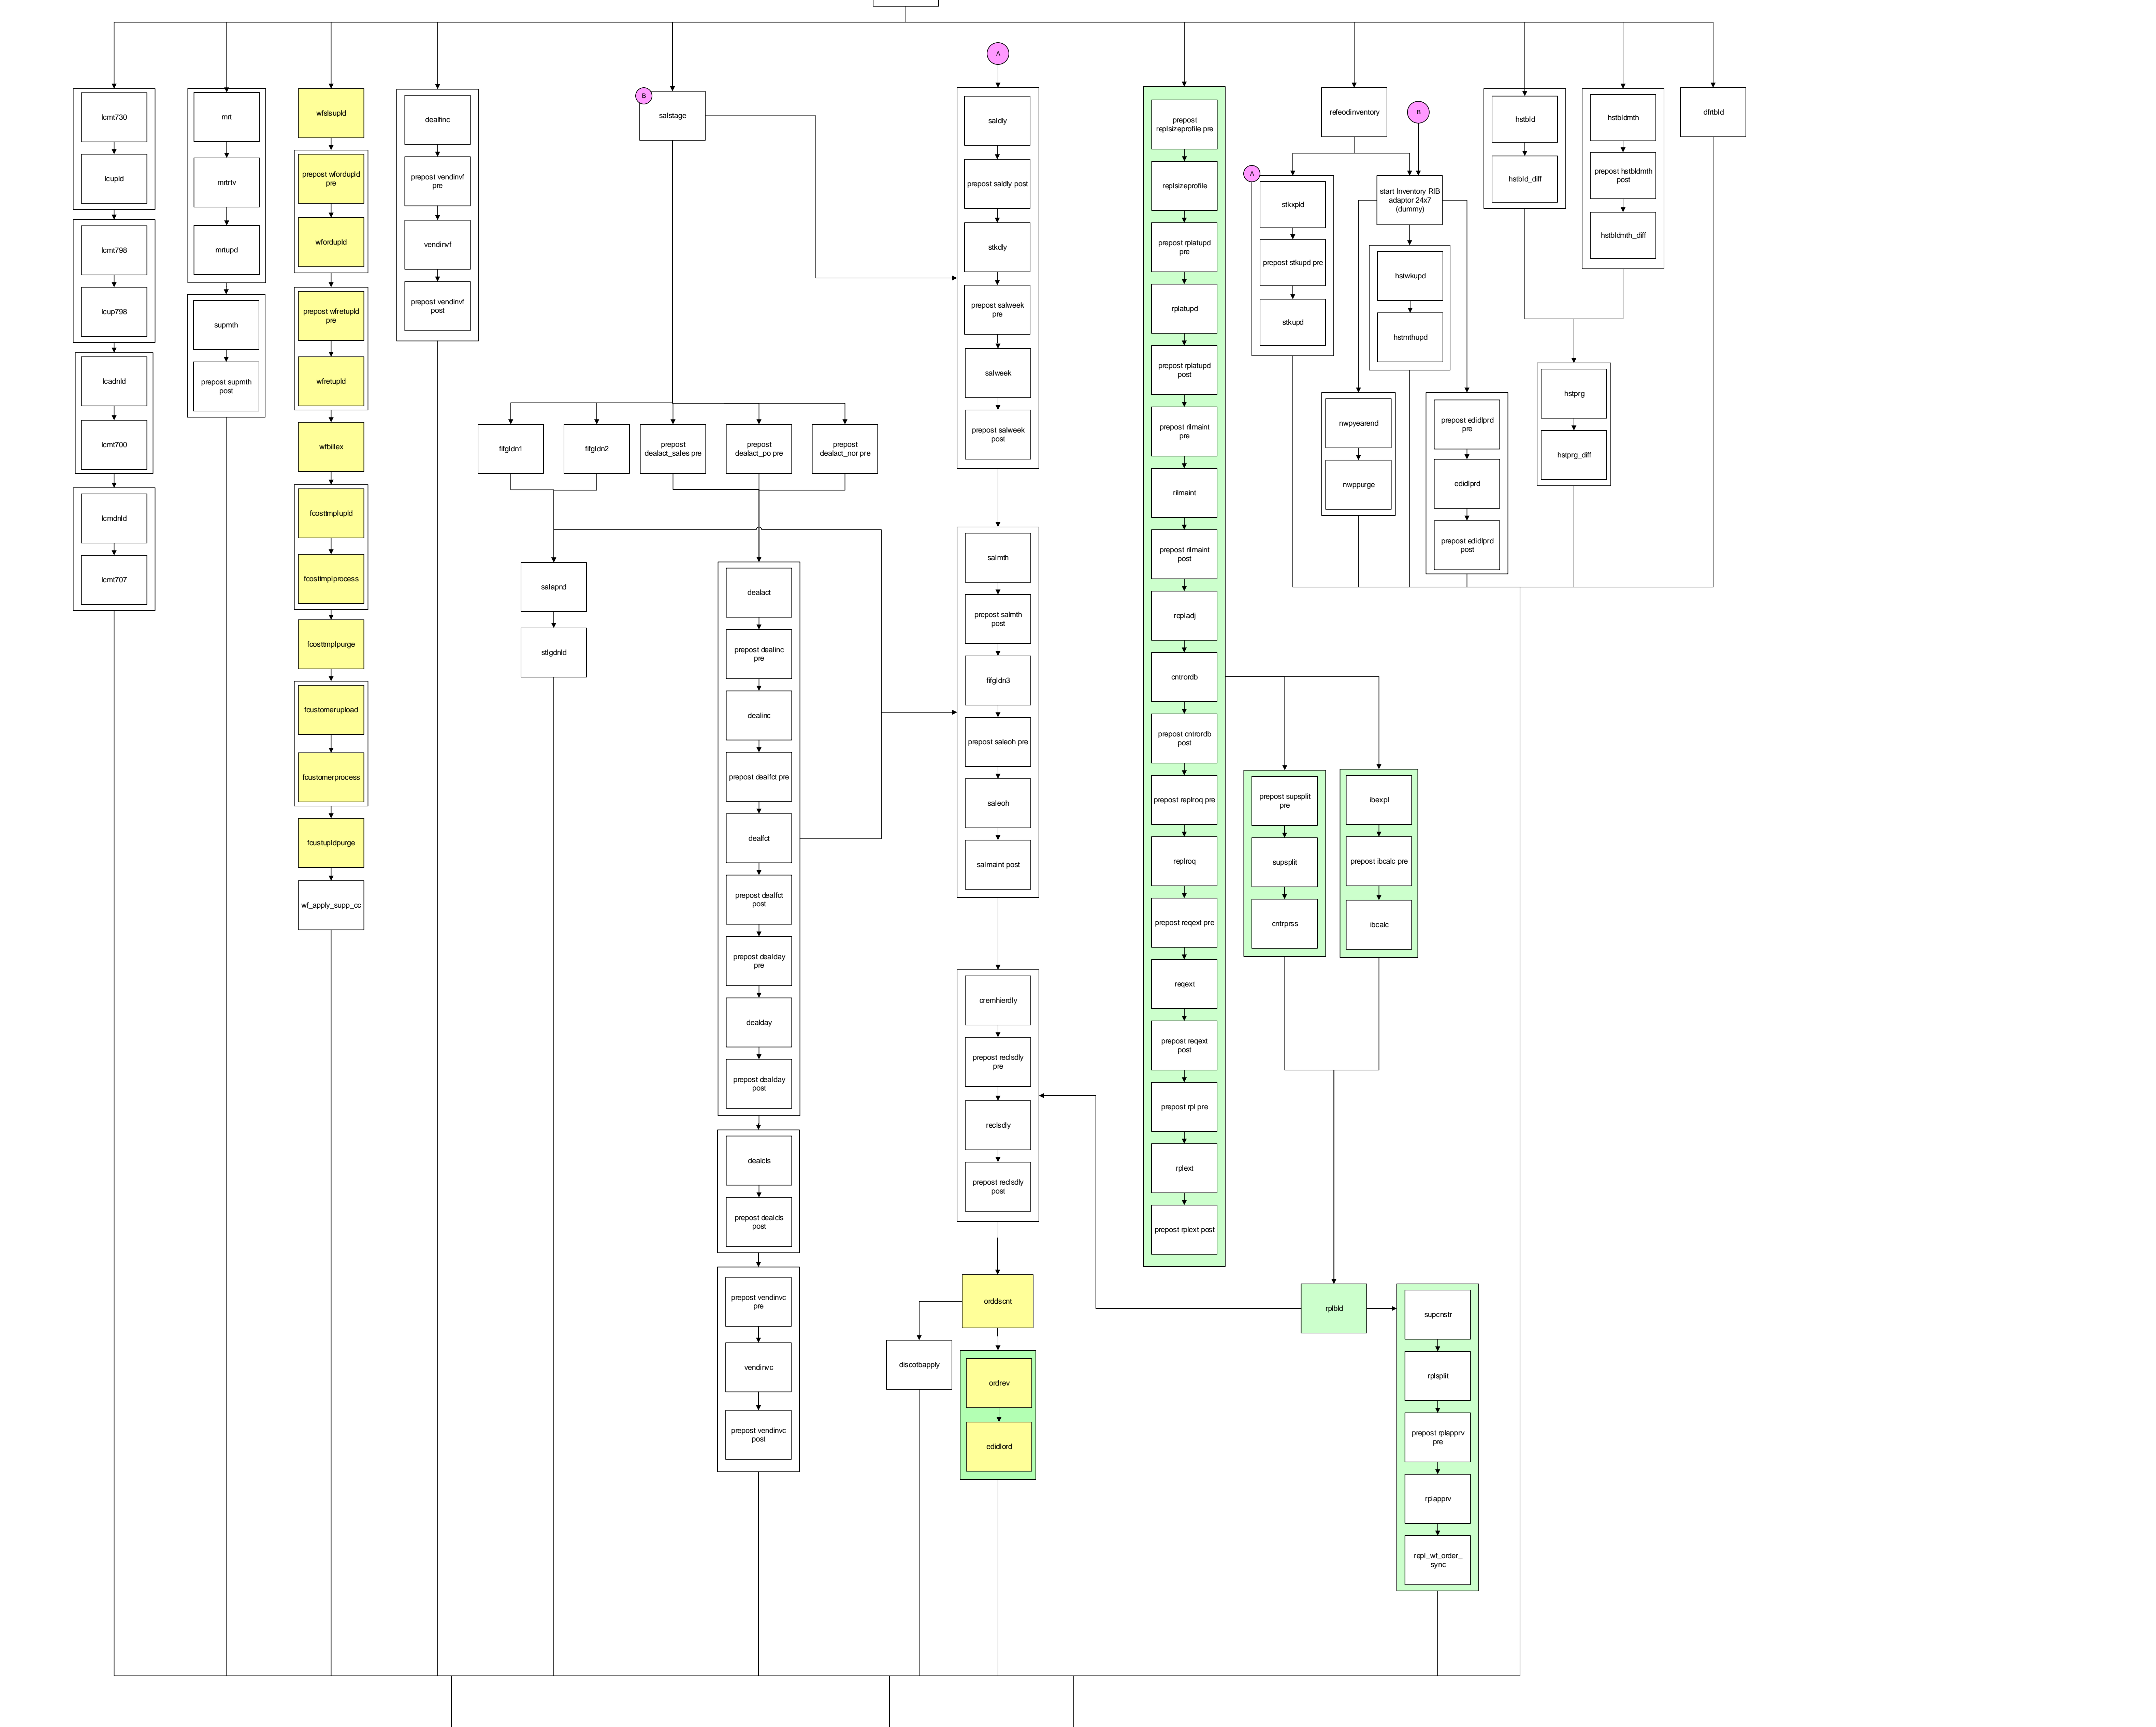 lcmt730
lcupld
lcmt798
lcup798
lcadnld
lcmt700
lcmdnld
lcmt707
mrt
mrtrtv
mrtupd
supmth
prepost supmth
post
wfslsupld
prepost wfordupld
pre
wfordupld
prepost wfretupld
pre
wfretupld
wfbillex
fcosttmplupld
fcosttmplprocess
fcosttmplpurge
fcustomerupload
fcustomerprocess
fcustupldpurge
wf_apply_supp_cc
dealfinc
prepost vendinvf
pre
vendinvf
prepost vendinvf
post
B
salstage
fifgldn1
fifgldn2
prepost
dealact_sales pre
prepost
dealact_po pre
prepost
dealact_nor pre
salapnd
stlgdnld
dealact
prepost dealinc
pre
dealinc
prepost dealfct pre
dealfct
prepost dealfct
post
prepost dealday
pre
dealday
prepost dealday
post
dealcls
prepost dealcls
post
prepost vendinvc
pre
vendinvc
prepost vendinvc
post
A
saldly
prepost saldly post
stkdly
prepost salweek
pre
salweek
prepost salweek
post
salmth
prepost salmth
post
fifgldn3
prepost saleoh pre
saleoh
salmaint post
cremhierdly
prepost reclsdly
pre
reclsdly
prepost reclsdly
post
orddscnt
discotbapply
ordrev
edidlord
prepost
replsizeprofile pre
replsizeprofile
prepost rplatupd
pre
rplatupd
prepost rplatupd
post
prepost rilmaint
pre
rilmaint
prepost rilmaint
post
repladj
cntrordb
prepost cntrordb
post
prepost replroq pre
replroq
prepost reqext pre
reqext
prepost reqext
post
prepost rpl pre
rplext
prepost rplext post
refeodinventory
B
A
stkxpld
prepost stkupd pre
stkupd
start Inventory RIB
adaptor 24x7
(dummy)
hstwkupd
hstmthupd
nwpyearend
nwppurge
prepost edidlprd
pre
edidlprd
prepost edidlprd
post
hstbld
hstbld_diff
hstbldmth
prepost hstbldmth
post
hstbldmth_diff
hstprg
hstprg_diff
dfrtbld
prepost supsplit
pre
supsplit
cntrprss
ibexpl
prepost ibcalc pre
ibcalc
rplbld
supcnstr
rplsplit
prepost rplapprv
pre
rplapprv
repl_wf_order_
sync